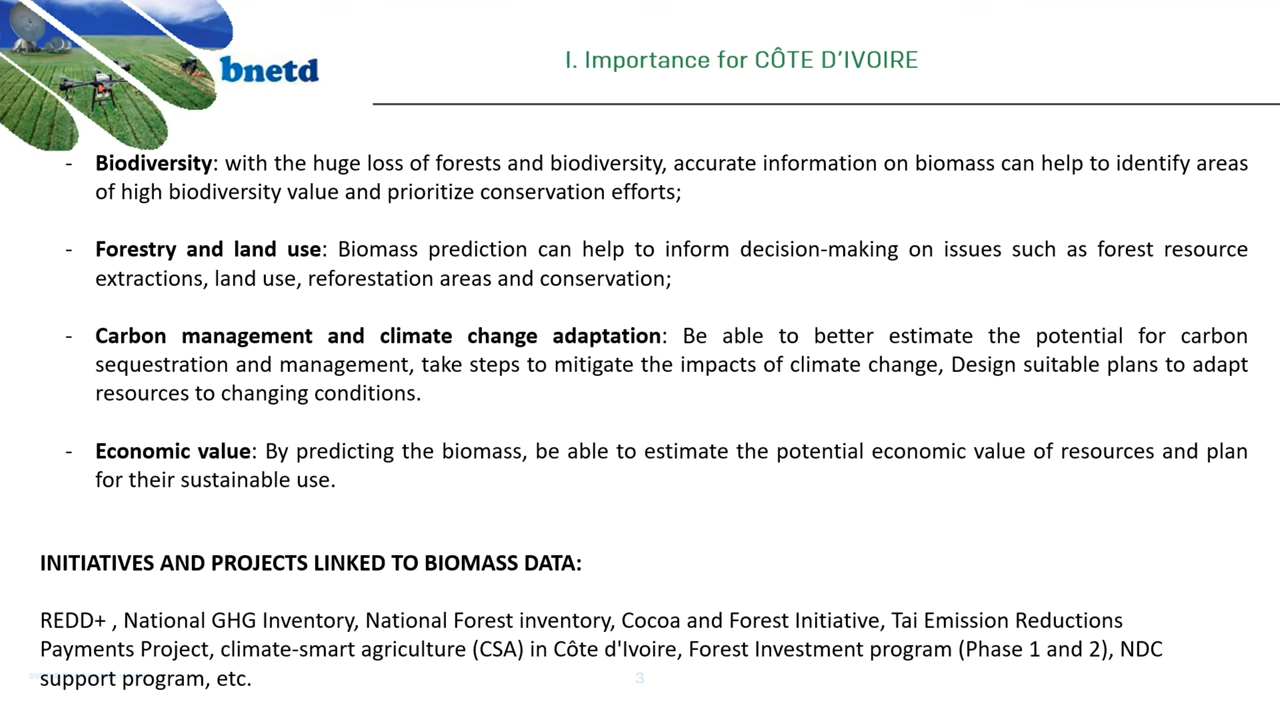 bnetd
I. Importance for CÔTE D'IVOIRE
- Biodiversity: with the huge loss of forests and biodiversity, accurate information on biomass can help to identify areas
of high biodiversity value and prioritize conservation efforts;
- Forestry and land use: Biomass prediction can help to inform decision-making on issues such as forest resource
extractions, land use, reforestation areas and conservation;
- Carbon management and climate change adaptation: Be able to better estimate the potential for carbon
sequestration and management, take steps to mitigate the impacts of climate change, Design suitable plans to adapt
resources to changing conditions.
- Economic value: By predicting the biomass, be able to estimate the potential economic value of resources and plan
for their sustainable use.
INITIATIVES AND PROJECTS LINKED TO BIOMASS DATA:
REDD+ , National GHG Inventory, National Forest inventory, Cocoa and Forest Initiative, Tai Emission Reductions
Payments Project, climate-smart agriculture (CSA) in Côte d'Ivoire, Forest Investment program (Phase 1 and 2), NDC
support program, etc.
3